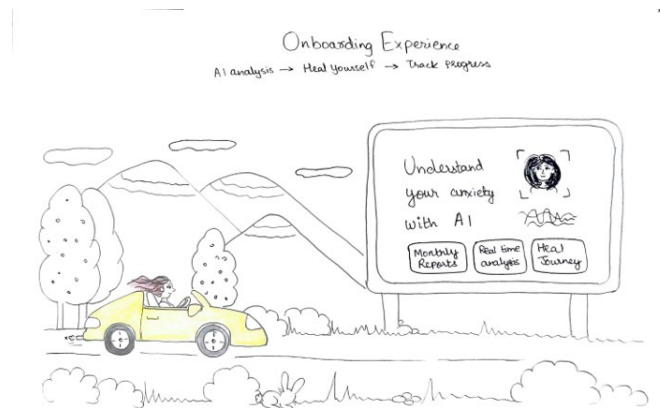 Onboarding Experience
AI analysis → Heal yourself → Track progress
Understand
your anxiety
with AI
Monthly
Reports
Real time
analysis
Heal
Journey